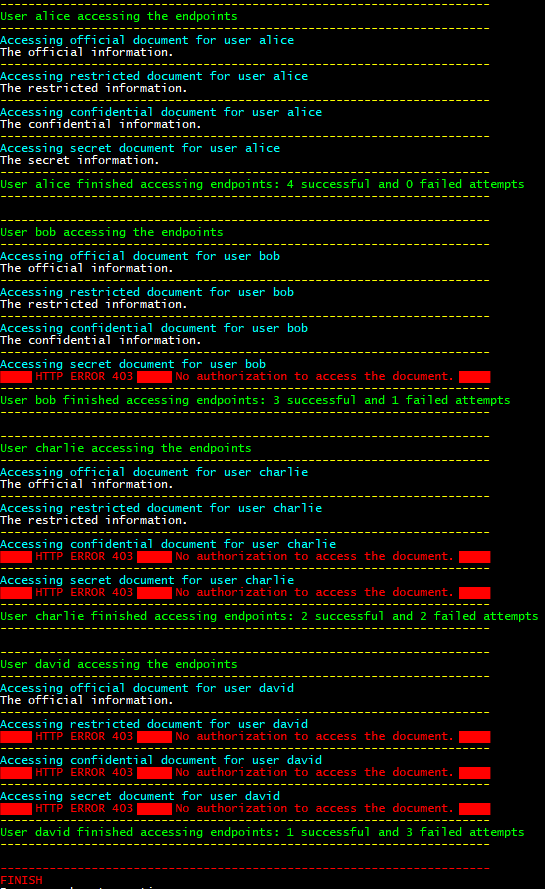 ----------------------------------------------------------------------
User alice accessing the endpoints
----------------------------------------------------------------------
Accessing official document for user alice
The official information.
----------------------------------------------------------------------
Accessing restricted document for user alice
The restricted information.
----------------------------------------------------------------------
Accessing confidential document for user alice
The confidential information.
----------------------------------------------------------------------
Accessing secret document for user alice
The secret information.
----------------------------------------------------------------------
User alice finished accessing endpoints: 4 successful and 0 failed attempts
----------------------------------------------------------------------
----------------------------------------------------------------------
User bob accessing the endpoints
----------------------------------------------------------------------
Accessing official document for user bob
The official information.
----------------------------------------------------------------------
Accessing restricted document for user bob
The restricted information.
----------------------------------------------------------------------
Accessing confidential document for user bob
The confidential information.
----------------------------------------------------------------------
Accessing secret document for user bob
HTTP ERROR 403 No authorization to access the document.
----------------------------------------------------------------------
User bob finished accessing endpoints: 3 successful and 1 failed attempts
----------------------------------------------------------------------
----------------------------------------------------------------------
User charlie accessing the endpoints
----------------------------------------------------------------------
Accessing official document for user charlie
The official information.
----------------------------------------------------------------------
Accessing restricted document for user charlie
The restricted information.
----------------------------------------------------------------------
Accessing confidential document for user charlie
HTTP ERROR 403 No authorization to access the document.
----------------------------------------------------------------------
Accessing secret document for user charlie
HTTP ERROR 403 No authorization to access the document.
----------------------------------------------------------------------
User charlie finished accessing endpoints: 2 successful and 2 failed attempts
----------------------------------------------------------------------
----------------------------------------------------------------------
User david accessing the endpoints
----------------------------------------------------------------------
Accessing official document for user david
The official information.
----------------------------------------------------------------------
Accessing restricted document for user david
HTTP ERROR 403 No authorization to access the document.
----------------------------------------------------------------------
Accessing confidential document for user david
HTTP ERROR 403 No authorization to access the document.
----------------------------------------------------------------------
Accessing secret document for user david
HTTP ERROR 403 No authorization to access the document.
----------------------------------------------------------------------
User david finished accessing endpoints: 1 successful and 3 failed attempts
----------------------------------------------------------------------
----------------------------------------------------------------------
FINISH